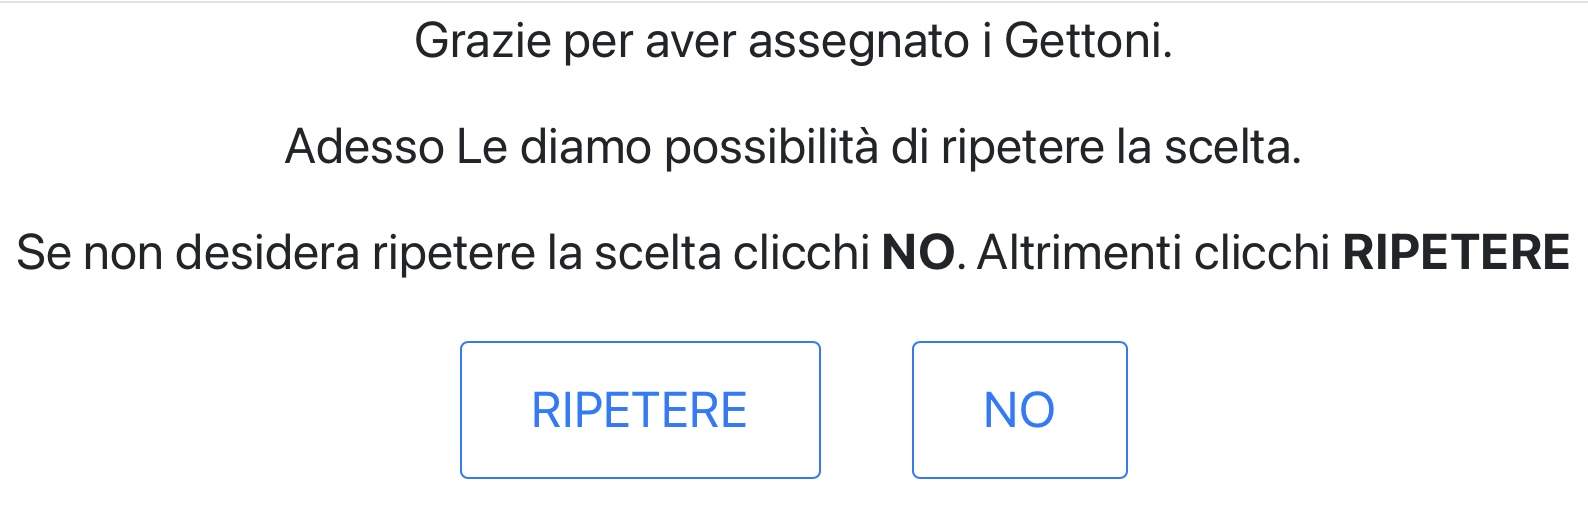 Grazie per aver assegnato i Gettoni.
Adesso Le diamo possibilità di ripetere la scelta.
Se non desidera ripetere la scelta clicchi NO. Altrimenti clicchi RIPETERE
RIPETERE
NO